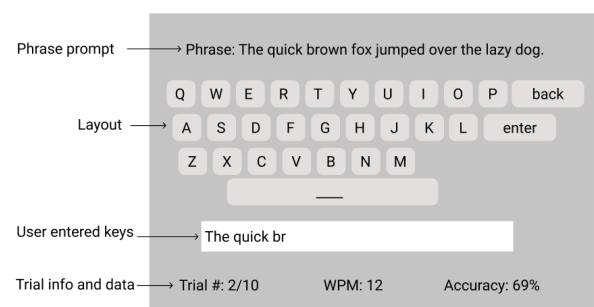 Phrase prompt
Phrase: The quick brown fox jumped over the lazy dog.
Q W E R T Y U I O P back
Layout
A S D F G H J K L enter
Z X C V B N M
User entered keys
The quick br
Trial info and data
Trial #: 2/10 WPM: 12 Accuracy: 69%